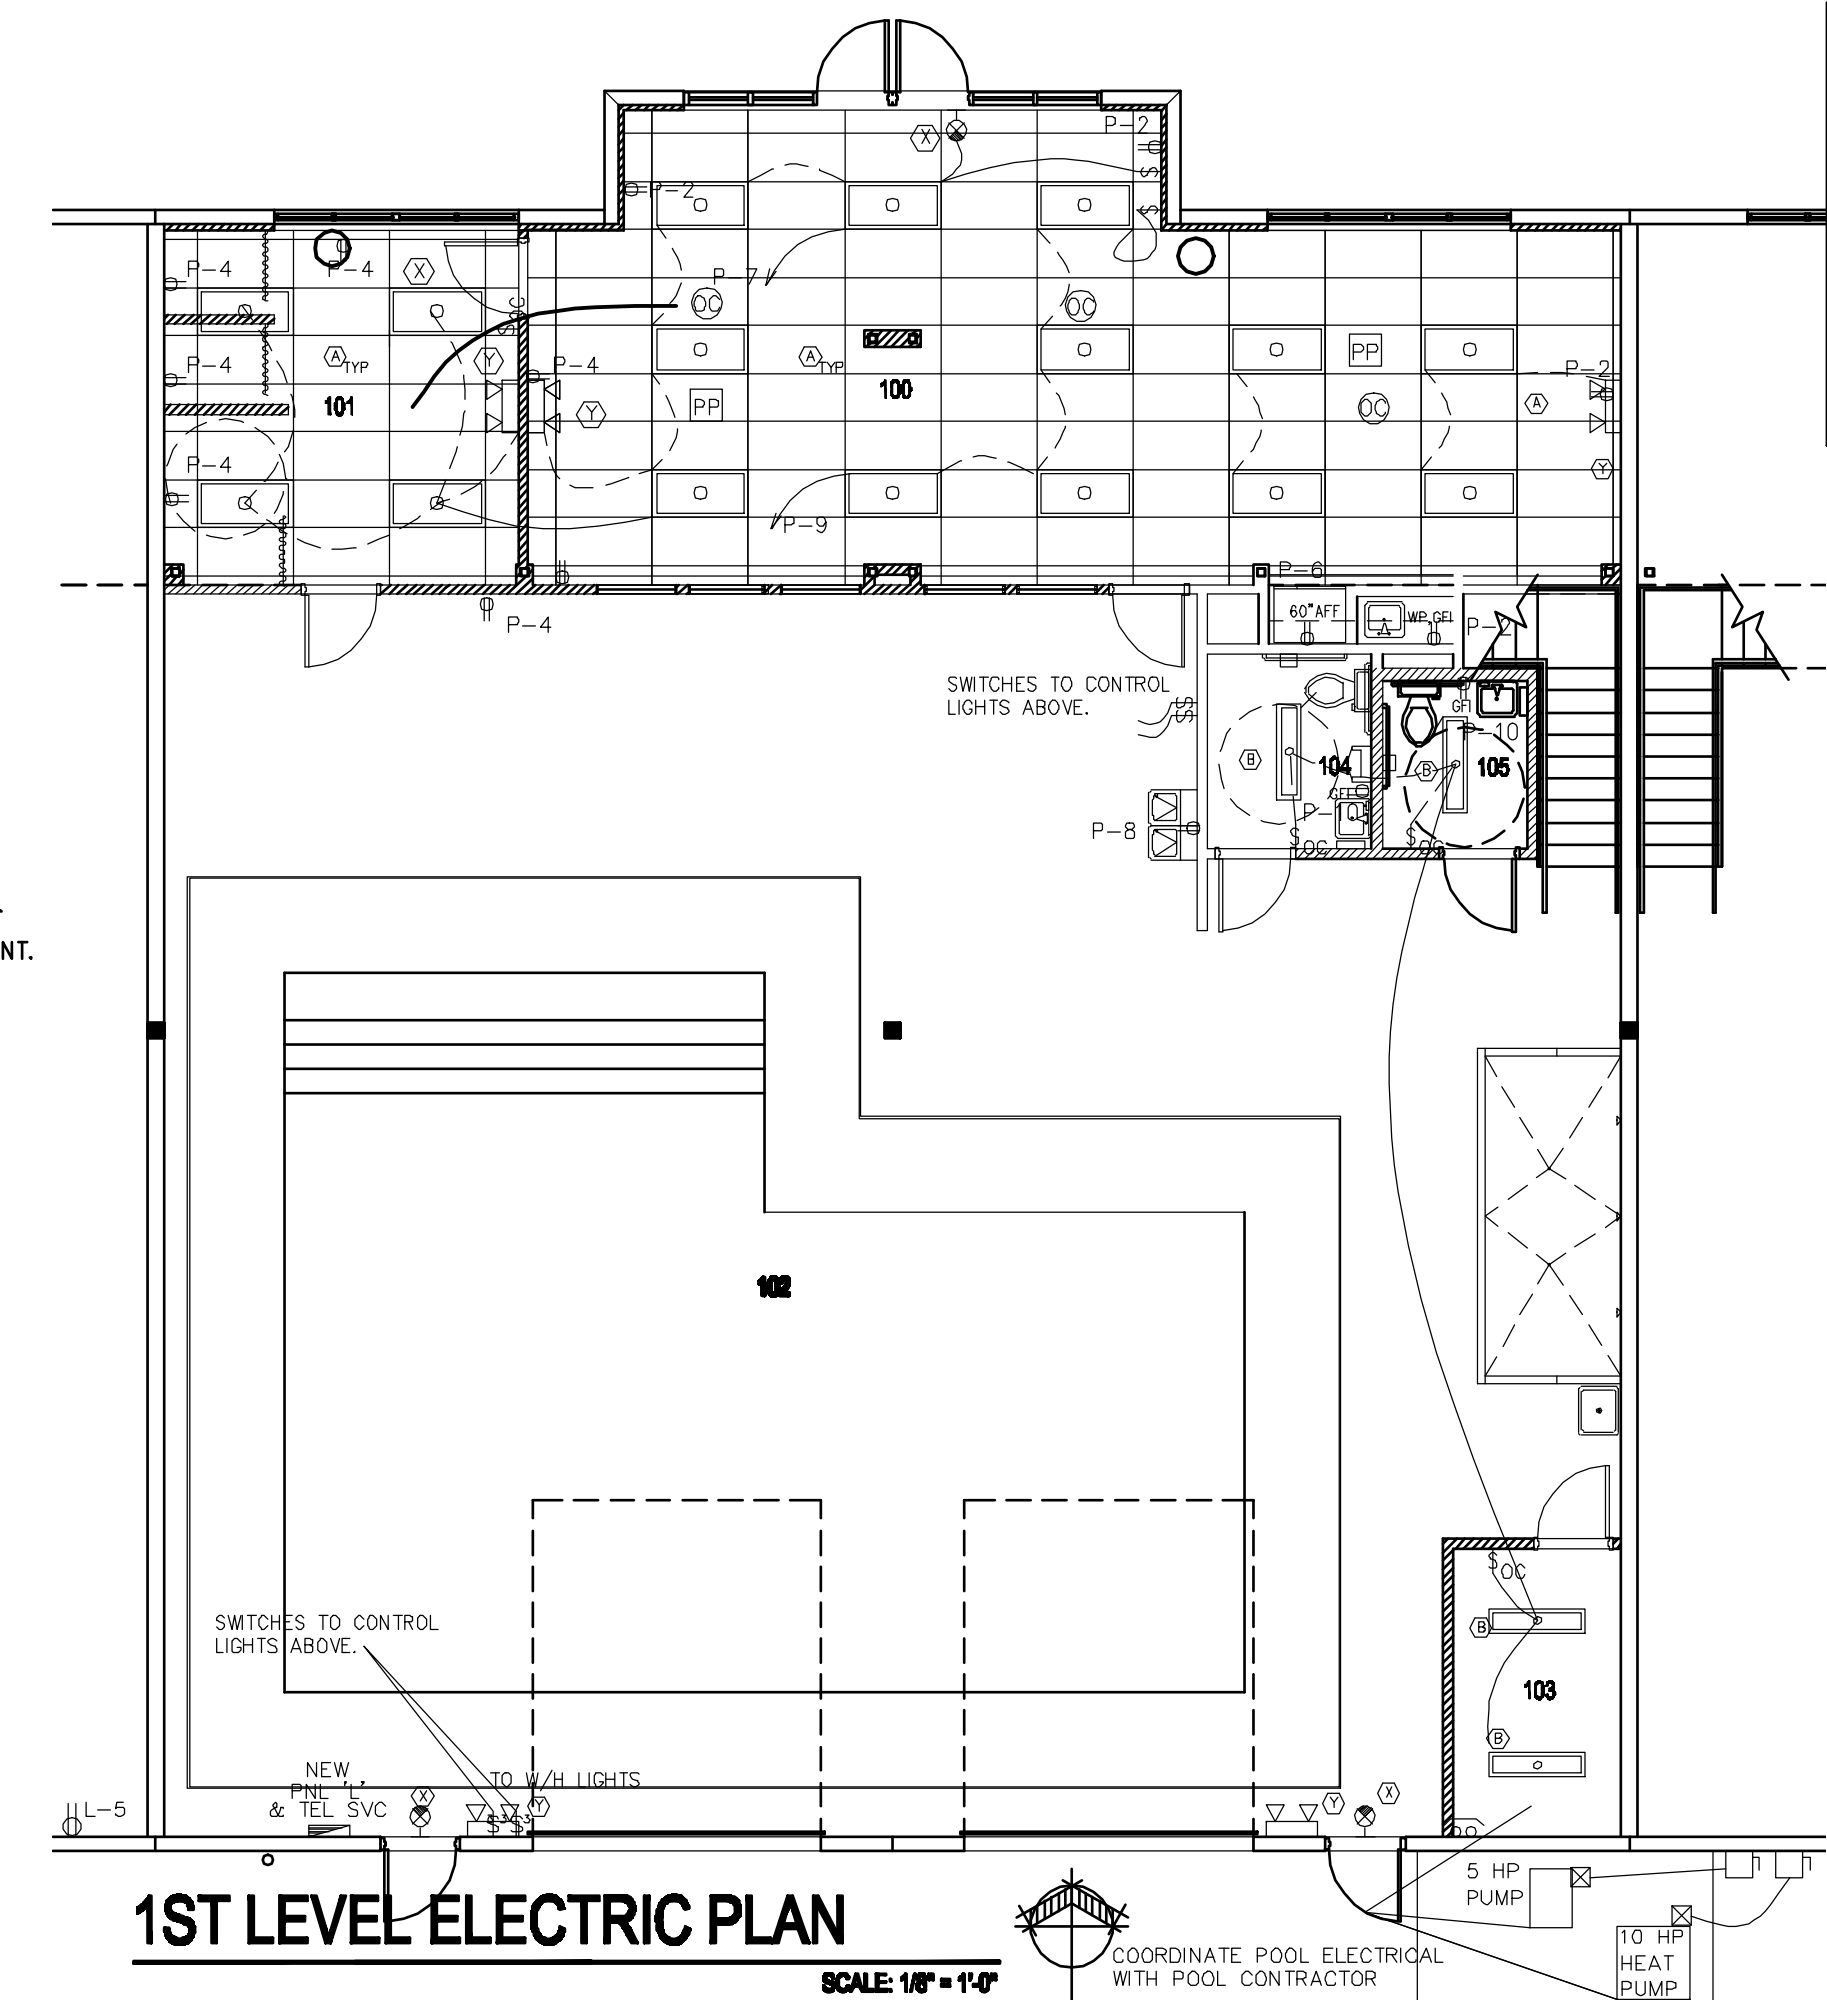 X
P-2
S
P-2
S
P-4
P-4
X
P-7
OC
OC
S OC
P-4
A TYP
Y
P-4
A TYP
PP
P-2
100
101
Y
PP
OC
A
P-4
Y
P-9
P-6
P-4
60"AFF
WP,GFI
P-2
SWITCHES TO CONTROL
LIGHTS ABOVE.
SS
GFI
P-10
B
104
B
105
GFI
P-8
S OC
S OC
NT.
102
S OC
B
SWITCHES TO CONTROL
LIGHTS ABOVE.
103
B
NEW
PNL 'L'
& TEL SVC
TO W/H LIGHTS
X
Y
Y
X
L-5
S³S³
5 HP
PUMP
1ST LEVEL ELECTRIC PLAN
SCALE: 1/8" = 1'-0"
COORDINATE POOL ELECTRICAL
WITH POOL CONTRACTOR
10 HP
HEAT
PUMP